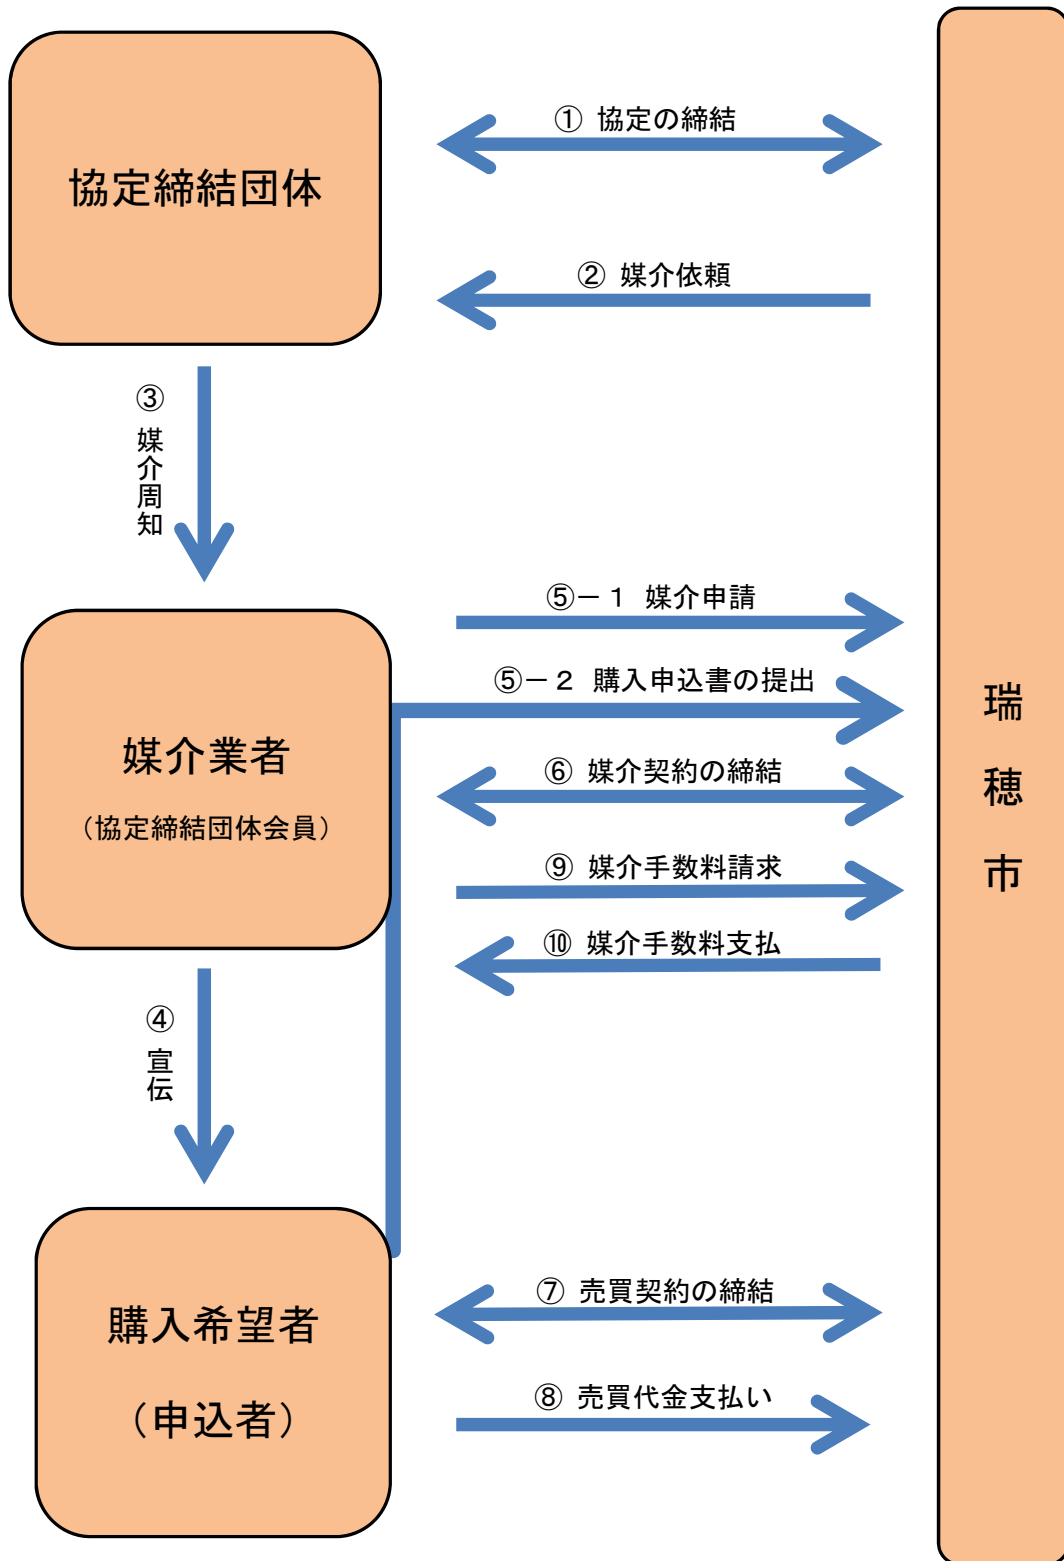 協定締結団体
① 協定の締結
② 媒介依頼
③ 媒介周知
媒介業者
（協定締結団体会員）
⑤－１ 媒介申請
⑤－２ 購入申込書の提出
⑥ 媒介契約の締結
⑨ 媒介手数料請求
⑩ 媒介手数料支払
④ 宣伝
購入希望者
（申込者）
⑦ 売買契約の締結
⑧ 売買代金支払い
瑞穂市